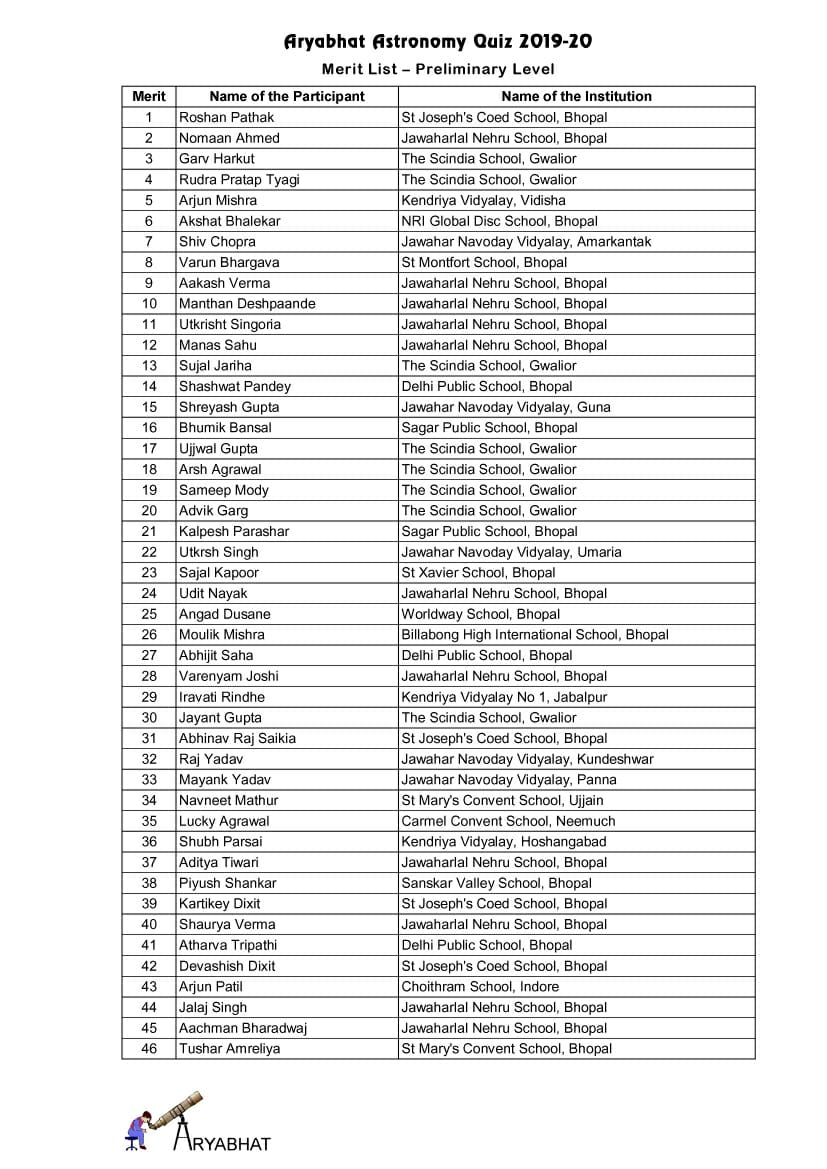 Aryabhat Astronomy Quiz 2019-20
Merit List – Preliminary Level
Merit Name of the Participant Name of the Institution
1 Roshan Pathak St Joseph's Coed School, Bhopal
2 Nomaan Ahmed Jawaharlal Nehru School, Bhopal
3 Garv Harkut The Scindia School, Gwalior
4 Rudra Pratap Tyagi The Scindia School, Gwalior
5 Arjun Mishra Kendriya Vidyalay, Vidisha
6 Akshat Bhalekar NRI Global Disc School, Bhopal
7 Shiv Chopra Jawahar Navoday Vidyalay, Amarkantak
8 Varun Bhargava St Montfort School, Bhopal
9 Aakash Verma Jawaharlal Nehru School, Bhopal
10 Manthan Deshpaande Jawaharlal Nehru School, Bhopal
11 Utkrisht Singoria Jawaharlal Nehru School, Bhopal
12 Manas Sahu Jawaharlal Nehru School, Bhopal
13 Sujal Jariha The Scindia School, Gwalior
14 Shashwat Pandey Delhi Public School, Bhopal
15 Shreyash Gupta Jawahar Navoday Vidyalay, Guna
16 Bhumik Bansal Sagar Public School, Bhopal
17 Ujjwal Gupta The Scindia School, Gwalior
18 Arsh Agrawal The Scindia School, Gwalior
19 Sameep Mody The Scindia School, Gwalior
20 Advik Garg The Scindia School, Gwalior
21 Kalpesh Parashar Sagar Public School, Bhopal
22 Utkrsh Singh Jawahar Navoday Vidyalay, Umaria
23 Sajal Kapoor St Xavier School, Bhopal
24 Udit Nayak Jawaharlal Nehru School, Bhopal
25 Angad Dusane Worldway School, Bhopal
26 Moulik Mishra Billabong High International School, Bhopal
27 Abhijit Saha Delhi Public School, Bhopal
28 Varenyam Joshi Jawaharlal Nehru School, Bhopal
29 Iravati Rindhe Kendriya Vidyalay No 1, Jabalpur
30 Jayant Gupta The Scindia School, Gwalior
31 Abhinav Raj Saikia St Joseph's Coed School, Bhopal
32 Raj Yadav Jawahar Navoday Vidyalay, Kundeshwar
33 Mayank Yadav Jawahar Navoday Vidyalay, Panna
34 Navneet Mathur St Mary's Convent School, Ujjain
35 Lucky Agrawal Carmel Convent School, Neemuch
36 Shubh Parsai Kendriya Vidyalay, Hoshangabad
37 Aditya Tiwari Jawaharlal Nehru School, Bhopal
38 Piyush Shankar Sanskar Valley School, Bhopal
39 Kartikey Dixit St Joseph's Coed School, Bhopal
40 Shaurya Verma Jawaharlal Nehru School, Bhopal
41 Atharva Tripathi Delhi Public School, Bhopal
42 Devashish Dixit St Joseph's Coed School, Bhopal
43 Arjun Patil Choithram School, Indore
44 Jalaj Singh Jawaharlal Nehru School, Bhopal
45 Aachman Bharadwaj Jawaharlal Nehru School, Bhopal
46 Tushar Amreliya St Mary's Convent School, Bhopal
ARYABHAT